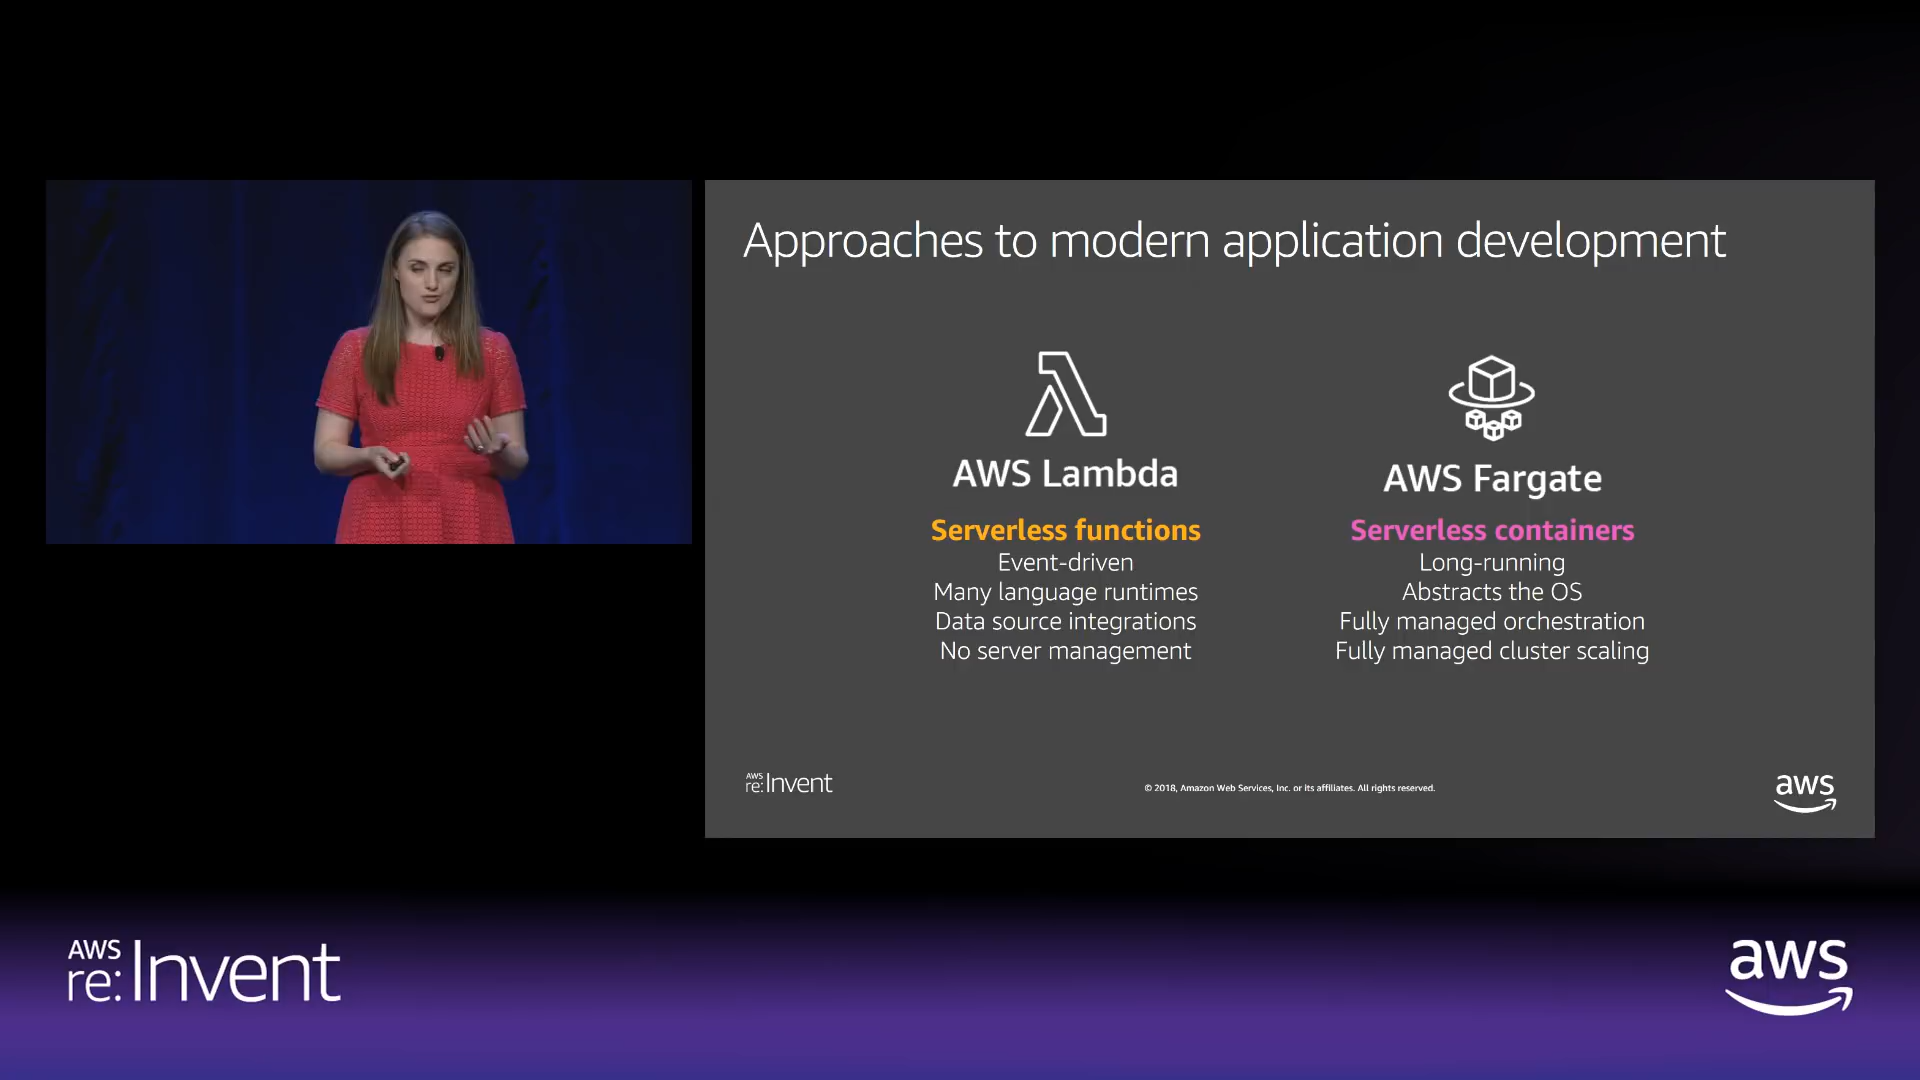 Approaches to modern application development
AWS Lambda
Serverless functions
Event-driven
Many language runtimes
Data source integrations
No server management
AWS Fargate
Serverless containers
Long-running
Abstracts the OS
Fully managed orchestration
Fully managed cluster scaling
AWS
re:Invent
© 2018, Amazon Web Services, Inc. or its affiliates. All rights reserved.
aws
AWS
re:Invent
aws